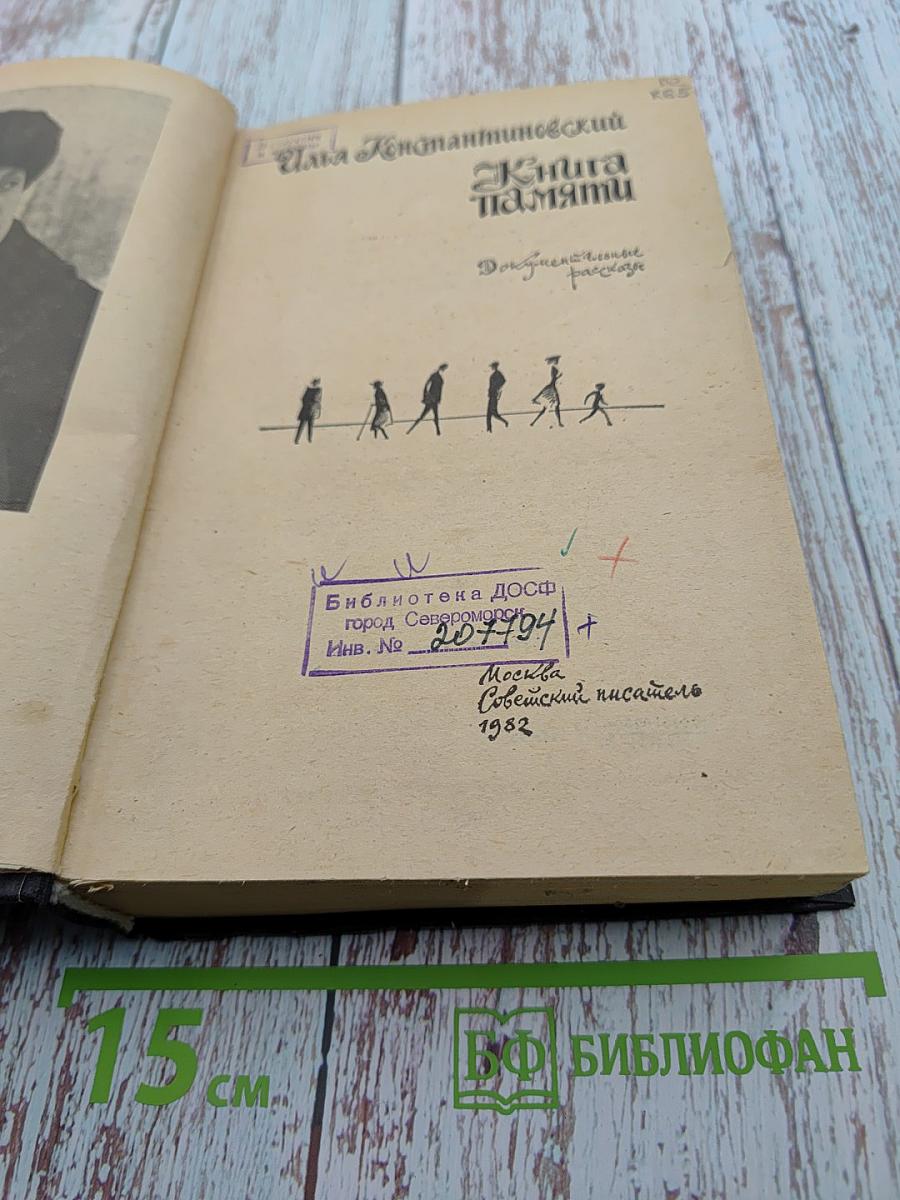 Илья Константиновский
Книга
памяти
Документальные
рассказы
Библиотека ДОСФ
город Североморск
Инв. № 207794
Москва
Советский писатель
1982
15 см
БФ БИБЛИОФАН